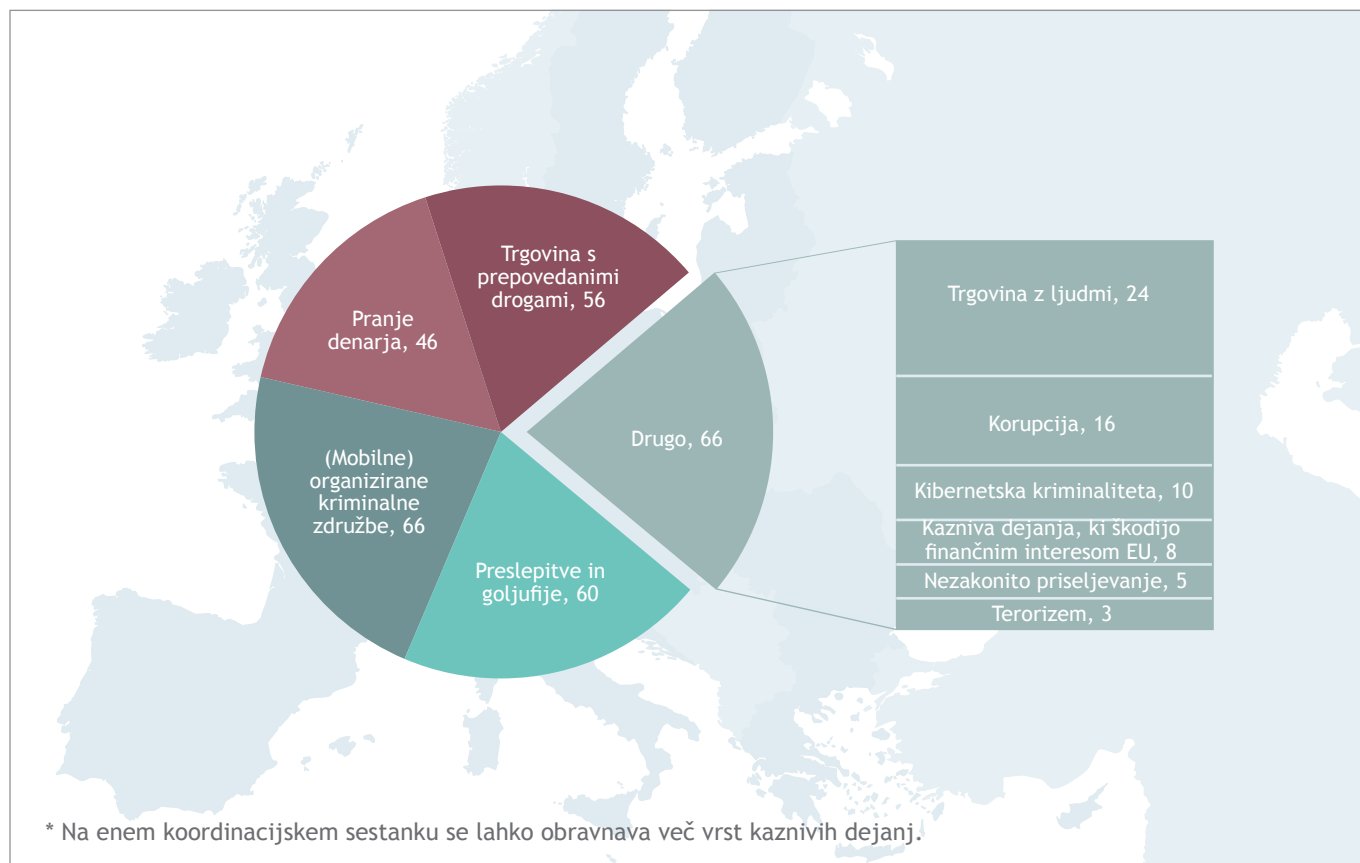 Trgovina s
prepovedanimi
drogami, 56
Pranje
denarja, 46
(Mobilne)
organizirane
kriminalne
združbe, 66
Preslepitve in
goljufije, 60
Drugo, 66
Trgovina z ljudmi, 24
Korupcija, 16
Kibernetska kriminaliteta, 10
Kazniva dejanja, ki škodijo
finančnim interesom EU, 8
Nezakonito priseljevanje, 5
Terorizem, 3
* Na enem koordinacijskem sestanku se lahko obravnava več vrst kaznivih dejanj.